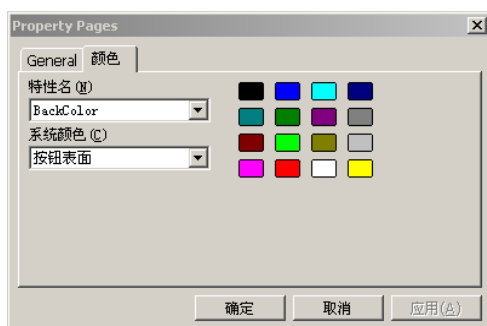 Property Pages
General 颜色
特性名(N)
BackColor
系统颜色(C)
按钮表面
确定 取消 应用(A)